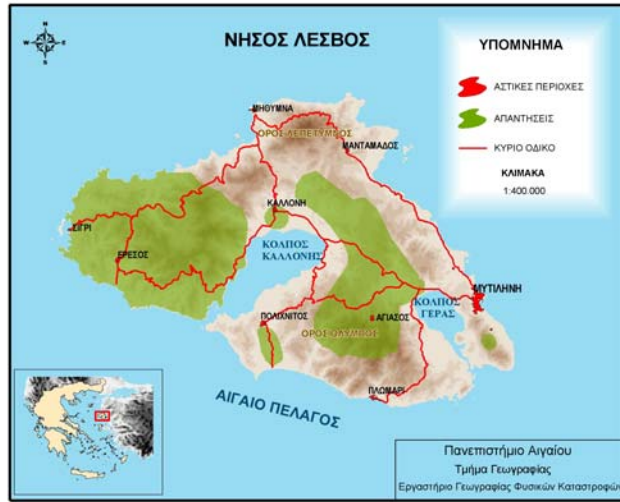 N
W
E
S
ΝΗΣΟΣ ΛΕΣΒΟΣ
ΥΠΟΜΝΗΜΑ
ΑΣΤΙΚΕΣ ΠΕΡΙΟΧΕΣ
ΑΠΑΝΤΗΣΕΙΣ
ΚΥΡΙΟ ΟΔΙΚΟ
ΚΛΙΜΑΚΑ
1:400.000
ΜΗΘΥΜΝΑ
ΟΡΟΣ ΛΕΠΕΤΥΜΝΟΣ
ΜΑΝΤΑΜΑΔΟΣ
ΚΑΛΛΟΝΗ
ΣΙΓΡΙ
ΕΡΕΣΟΣ
ΚΟΛΠΟΣ
ΚΑΛΛΟΝΗΣ
ΜΥΤΙΛΗΝΗ
ΚΟΛΠΟΣ
ΓΕΡΑΣ
ΠΟΛΙΧΝΙΤΟΣ
ΑΓΙΑΣΟΣ
ΟΡΟΣ ΟΛΥΜΠΟΣ
ΠΛΩΜΑΡΙ
ΑΙΓΑΙΟ ΠΕΛΑΓΟΣ
Πανεπιστήμιο Αιγαίου
Τμήμα Γεωγραφίας
Εργαστήριο Γεωγραφίας Φυσικών Καταστροφών